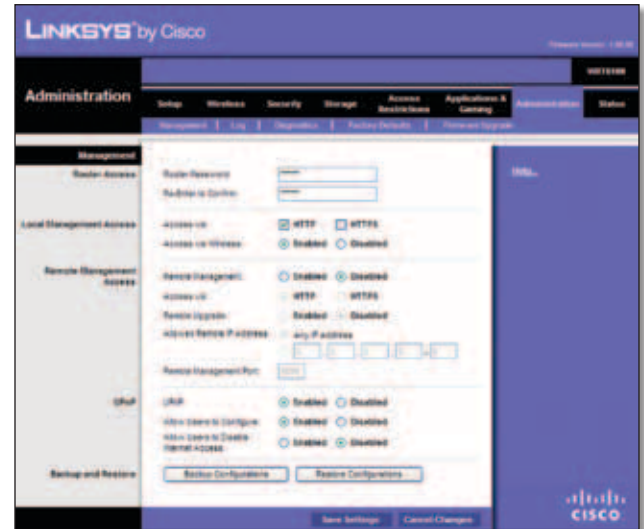 LINKSYS® by Cisco
Firmware Version:
Administration
Setup Wireless Security Storage Access Restrictions Applications & Gaming Administration Status
Management | Log | Diagnostics | Factory Defaults | Firmware Upgrade
Management
Router Access
Router Password:
Re-Enter to Confirm:
Local Management Access
Access via: HTTP HTTPS
Access via Wireless: Enabled Disabled
Remote Management Access
Remote Management: Enabled Disabled
Access via: HTTP HTTPS
Remote Upgrade: Enabled Disabled
Allowed Remote IP Address: Any IP Address
Remote Management Port:
UPnP
UPnP: Enabled Disabled
Allow Users to Configure: Enabled Disabled
Allow Users to Disable Internet Access: Enabled Disabled
Backup and Restore
Backup Configurations Restore Configurations
Help...
Save Settings Cancel Changes
CISCO